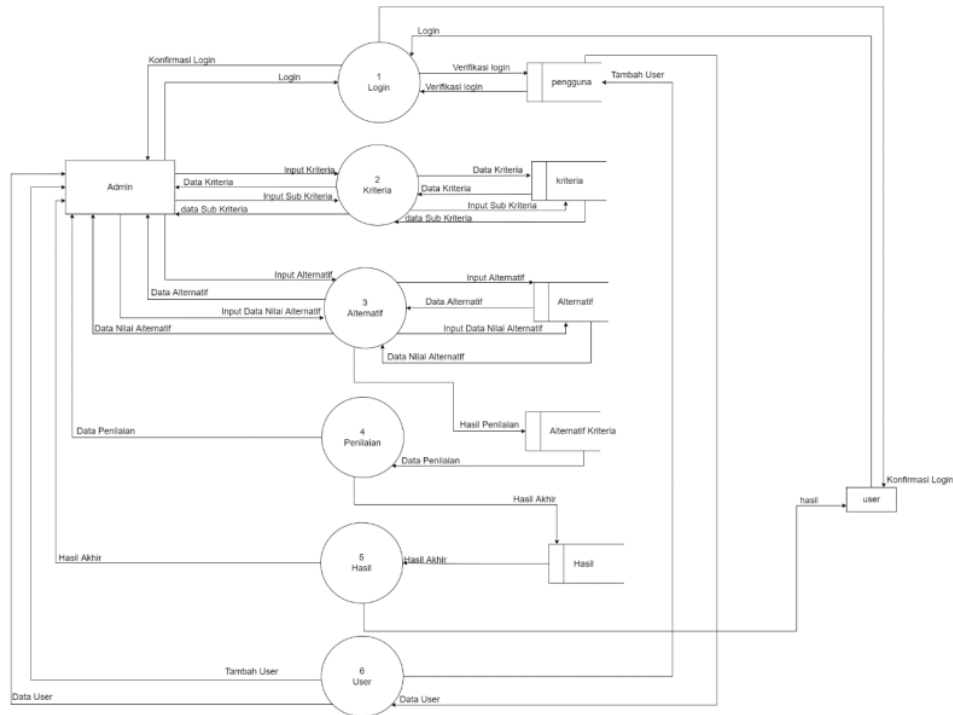 Login
Konfirmasi Login
1
Login
Verifikasi login
Login
Verifikasi login
pengguna
Tambah User
Admin
Input Kriteria
2
Kriteria
Data Kriteria
Data Kriteria
Data Kriteria
kriteria
Input Sub Kriteria
Input Sub Kriteria
data Sub Kriteria
data Sub Kriteria
Input Alternatif
Input Alternatif
Data Alternatif
3
Alternatif
Data Alternatif
Alternatif
Input Data Nilai Alternatif
Data Nilai Alternatif
Input Data Nilai Alternatif
Data Nilai Alternatif
Hasil Penilaian
Alternatif Kriteria
Data Penilaian
4
Penilaian
Data Penilaian
Konfirmasi Login
Hasil Akhir
hasil
user
Hasil Akhir
5
Hasil
Hasil Akhir
Hasil
Tambah User
6
User
Data User
Data User